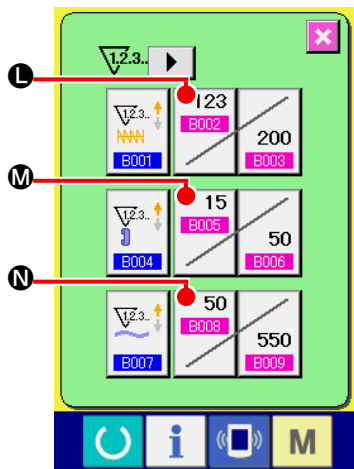 1,2,3..
L
123
B002
200
B003
1,2,3..
B001
M
15
B005
50
B006
1,2,3..
B004
N
50
B008
550
B009
1,2,3..
B007
i
M